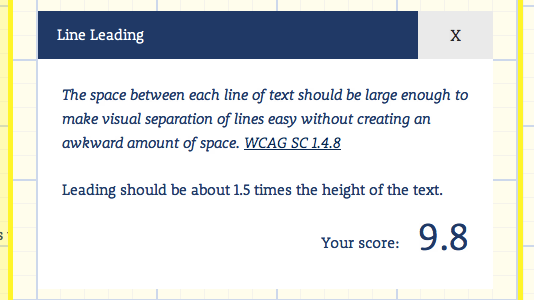 Line Leading
X
The space between each line of text should be large enough to
make visual separation of lines easy without creating an
awkward amount of space. WCAG SC 1.4.8
Leading should be about 1.5 times the height of the text.
Your score: 9.8